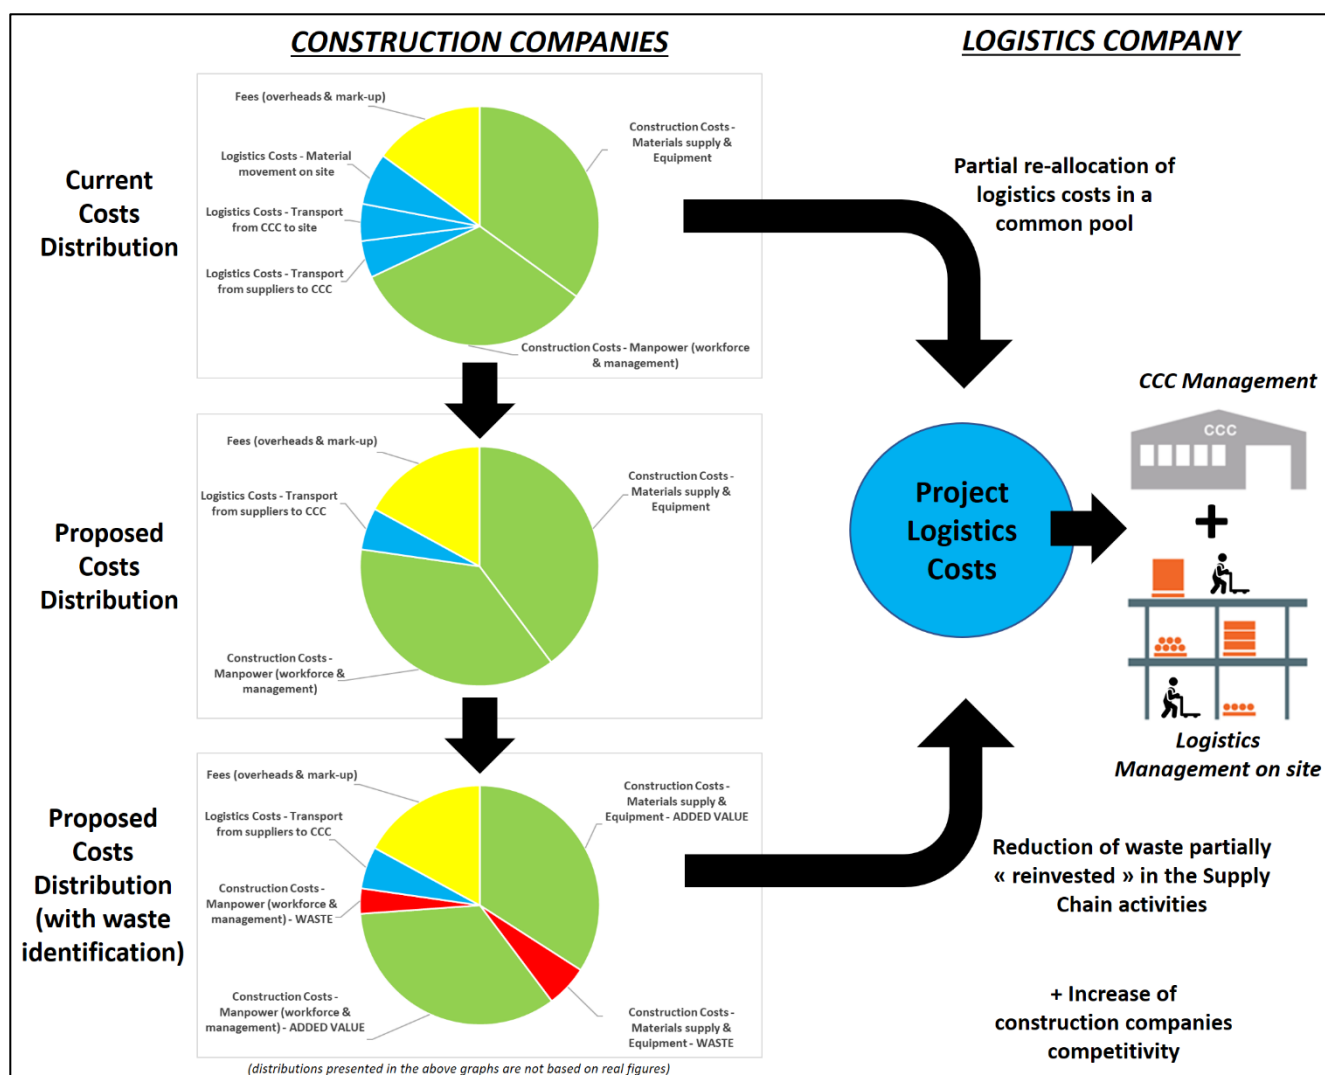 CONSTRUCTION COMPANIES
LOGISTICS COMPANY
Current
Costs
Distribution
Fees (overheads & mark-up)
Logistics Costs - Material
movement on site
Logistics Costs - Transport
from CCC to site
Logistics Costs - Transport
from suppliers to CCC
Construction Costs -
Materials supply &
Equipment
Construction Costs - Manpower (workforce
& management)
Partial re-allocation of
logistics costs in a
common pool
Proposed
Costs
Distribution
Fees (overheads & mark-up)
Logistics Costs - Transport
from suppliers to CCC
Construction Costs -
Materials supply &
Equipment
Construction Costs -
Manpower (workforce
& management)
Project
Logistics
Costs
CCC Management
CCC
Logistics
Management on site
Proposed
Costs
Distribution
(with waste
identification)
Fees (overheads & mark-up)
Logistics Costs - Transport
from suppliers to CCC
Construction Costs -
Manpower (workforce &
management) - WASTE
Construction Costs -
Manpower (workforce &
management) - ADDED VALUE
Construction Costs -
Materials supply &
Equipment - ADDED VALUE
Construction Costs -
Materials supply &
Equipment - WASTE
Reduction of waste partially
« reinvested » in the Supply
Chain activities
+ Increase of
construction companies
competitivity
(distributions presented in the above graphs are not based on real figures)